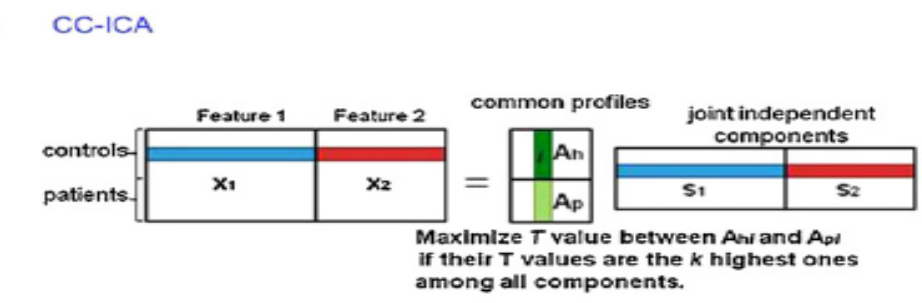 CC-ICA
Feature 1 Feature 2
common profiles
joint independent
components
controls
patients
X1 X2
=
i Ah
Ap
S1 S2
Maximize T value between Ahi and Api
if their T values are the k highest ones
among all components.